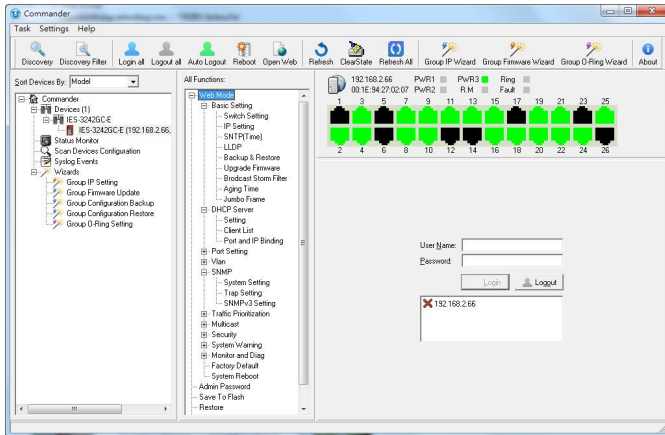 Commander
Task Settings Help
Discovery Discovery Filter Login all Logout all Auto Logout Reboot Open Web Refresh ClearState Refresh All Group IP Wizard Group Firmware Wizard Group O-Ring Wizard About
Sort Devices By: Model
Commander
Devices (1)
IES-3242GC-E
IES-3242GC-E (192.168.2.66,
Status Monitor
Scan Devices Configuration
Syslog Events
Wizards
Group IP Setting
Group Firmware Update
Group Configuration Backup
Group Configuration Restore
Group O-Ring Setting
All Functions:
Web Mode
Basic Setting
Switch Setting
IP Setting
SNTP(Time)
LLDP
Backup & Restore
Upgrade Firmware
Brodcast Storm Filter
Aging Time
Jumbo Frame
DHCP Server
Setting
Client List
Port and IP Binding
Port Setting
Vlan
SNMP
System Setting
Trap Setting
SNMPv3 Setting
Traffic Prioritization
Multicast
Security
System Warning
Monitor and Diag
Factory Default
System Reboot
Admin Password
Save To Flash
Restore
192.168.2.66 PWR1 PWR3 Ring
00:1E:94:27:02:07 PWR2 R.M Fault
1 3 5 7 9 11 13 15 17 19 21 23 25
2 4 6 8 10 12 14 16 18 20 22 24 26
User Name:
Password:
Login Logout
192.168.2.66